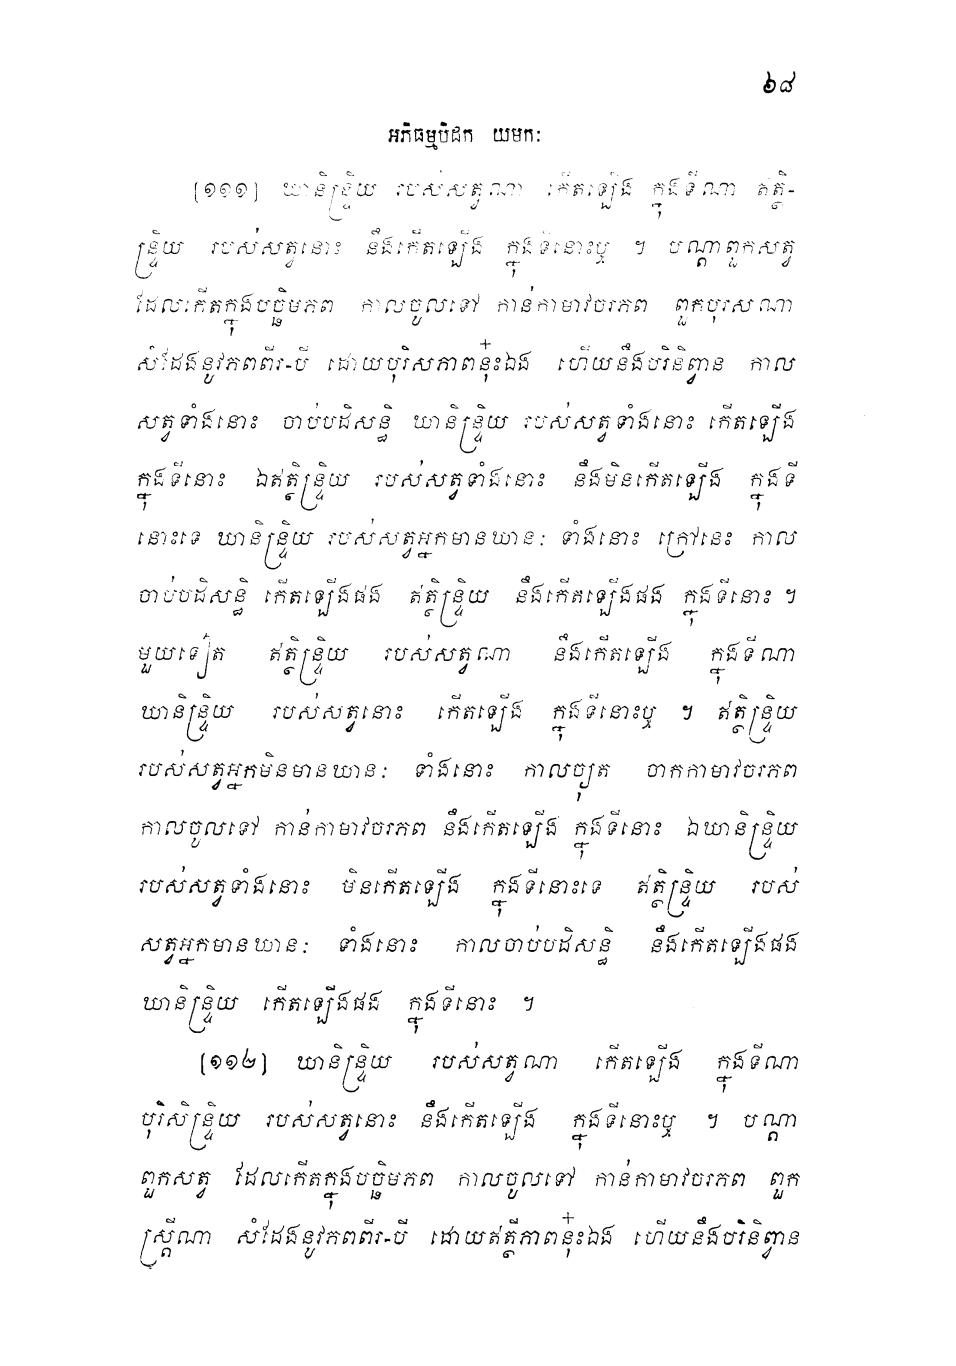 ៦៨
អភិធម្មបិដក យមកៈ
[១១១] ឃានិន្ទ្រិយ របស់សត្វណា កើតឡើង ក្នុងទីណា ឥត្ថិ-
ន្ទ្រិយ របស់សត្វនោះ នឹងកើតឡើង ក្នុងទីនោះឬ ។ បណ្តាពួកសត្វ
ដែលកើតក្នុងបច្ឆិមភព កាលចូលទៅ កាន់កាមាវចរភព ពួកបុរសណា
សំដែងនូវភពពីរ-បី ដោយបុរិសភាពនុ៎ះឯង ហើយនឹងបរិនិព្វាន កាល
សត្វទាំងនោះ ចាប់បដិសន្ធិ ឃានិន្ទ្រិយ របស់សត្វទាំងនោះ កើតឡើង
ក្នុងទីនោះ ឯឥត្ថិន្ទ្រិយ របស់សត្វទាំងនោះ នឹងមិនកើតឡើង ក្នុងទី
នោះទេ ឃានិន្ទ្រិយ របស់សត្វអ្នកមានឃានៈ ទាំងនោះ ក្រៅនេះ កាល
ចាប់បដិសន្ធិ កើតឡើងផង ឥត្ថិន្ទ្រិយ នឹងកើតឡើងផង ក្នុងទីនោះ ។
មួយទៀត ឥត្ថិន្ទ្រិយ របស់សត្វណា នឹងកើតឡើង ក្នុងទីណា
ឃានិន្ទ្រិយ របស់សត្វនោះ កើតឡើង ក្នុងទីនោះឬ ។ ឥត្ថិន្ទ្រិយ
របស់សត្វអ្នកមិនមានឃានៈ ទាំងនោះ កាលច្យុត ចាកកាមាវចរភព
កាលចូលទៅ កាន់កាមាវចរភព នឹងកើតឡើង ក្នុងទីនោះ ឯឃានិន្ទ្រិយ
របស់សត្វទាំងនោះ មិនកើតឡើង ក្នុងទីនោះទេ ឥត្ថិន្ទ្រិយ របស់
សត្វអ្នកមានឃានៈ ទាំងនោះ កាលចាប់បដិសន្ធិ នឹងកើតឡើងផង
ឃានិន្ទ្រិយ កើតឡើងផង ក្នុងទីនោះ ។
[១១២] ឃានិន្ទ្រិយ របស់សត្វណា កើតឡើង ក្នុងទីណា
បុរិសិន្ទ្រិយ របស់សត្វនោះ នឹងកើតឡើង ក្នុងទីនោះឬ ។ បណ្តា
ពួកសត្វ ដែលកើតក្នុងបច្ឆិមភព កាលចូលទៅ កាន់កាមាវចរភព ពួក
ស្ត្រីណា សំដែងនូវភពពីរ-បី ដោយឥត្ថីភាពនុ៎ះឯង ហើយនឹងបរិនិព្វាន